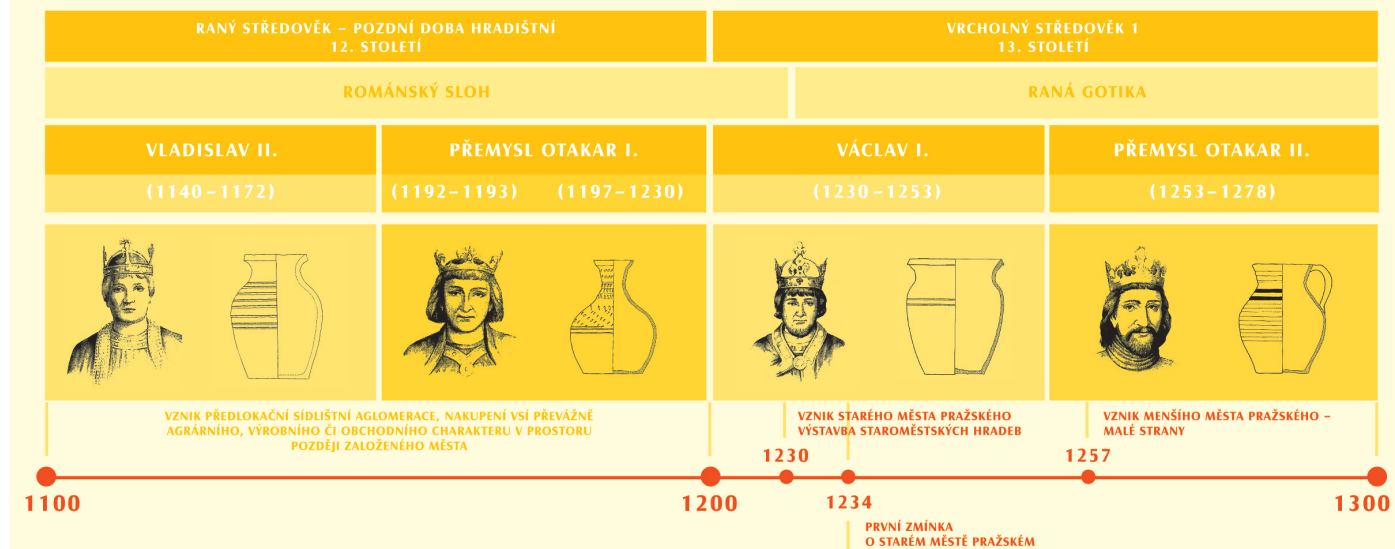 RANÝ STŘEDOVĚK – POZDNÍ DOBA HRADIŠTNÍ
12. STOLETÍ
VRCHOLNÝ STŘEDOVĚK 1
13. STOLETÍ
ROMÁNSKÝ SLOH
RANÁ GOTIKA
VLADISLAV II.
(1140–1172)
PŘEMYSL OTAKAR I.
(1192–1193) (1197–1230)
VÁCLAV I.
(1230–1253)
PŘEMYSL OTAKAR II.
(1253–1278)
VZNIK PŘEDLOKAČNÍ SÍDLIŠTNÍ AGLOMERACE, NAKUPENÍ VSÍ PŘEVÁŽNĚ
AGRÁRNÍHO, VÝROBNÍHO ČI OBCHODNÍHO CHARAKTERU V PROSTORU
POZDĚJI ZALOŽENÉHO MĚSTA
VZNIK STARÉHO MĚSTA PRAŽSKÉHO
VÝSTAVBA STAROMĚSTSKÝCH HRADEB
VZNIK MENŠÍHO MĚSTA PRAŽSKÉHO –
MALÉ STRANY
1230
1257
1100
1200
1234
1300
PRVNÍ ZMÍNKA
O STARÉM MĚSTĚ PRAŽSKÉM